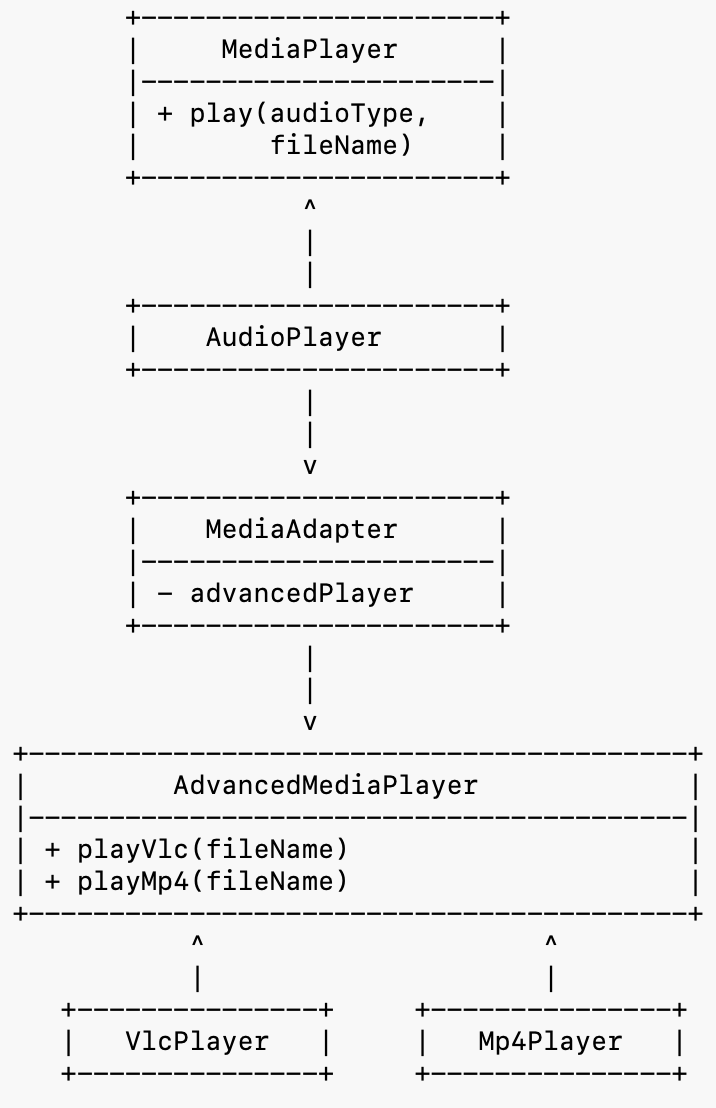 +----------------------+
|     MediaPlayer      |
|----------------------|
| + play(audioType,    |
|        fileName)     |
+----------------------+
^
|
|
+----------------------+
|    AudioPlayer       |
+----------------------+
|
|
v
+----------------------+
|    MediaAdapter      |
|----------------------|
| - advancedPlayer     |
+----------------------+
|
|
v
+-----------------------------------------+
|         AdvancedMediaPlayer             |
|-----------------------------------------|
| + playVlc(fileName)                     |
| + playMp4(fileName)                     |
+-----------------------------------------+
^                     ^
|                     |
+---------------+     +---------------+
|   VlcPlayer   |     |   Mp4Player   |
+---------------+     +---------------+